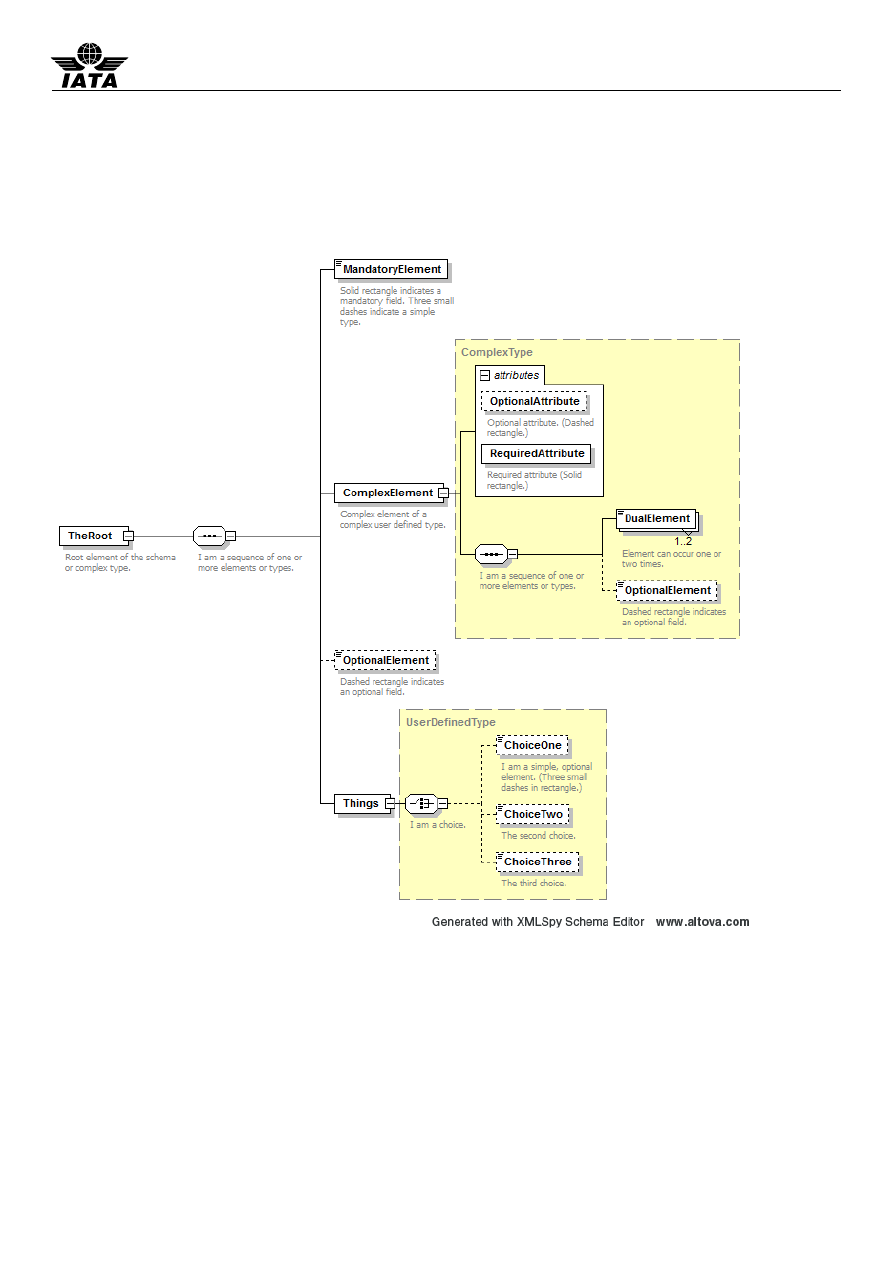 IATA
MandatoryElement
Solid rectangle indicates a
mandatory field. Three small
dashes indicate a simple
type.
ComplexType
attributes
OptionalAttribute
Optional attribute. (Dashed
rectangle.)
RequiredAttribute
Required attribute (Solid
rectangle.)
ComplexElement
Complex element of a
complex user defined type.
TheRoot
Root element of the schema
or complex type.
I am a sequence of one or
more elements or types.
I am a sequence of one or
more elements or types.
DualElement
1..2
Element can occur one or
two times.
OptionalElement
Dashed rectangle indicates
an optional field.
OptionalElement
Dashed rectangle indicates
an optional field.
UserDefinedType
ChoiceOne
I am a simple, optional
element. (Three small
dashes in rectangle.)
Things
I am a choice.
ChoiceTwo
The second choice.
ChoiceThree
The third choice.
Generated with XMLSpy Schema Editor www.altova.com